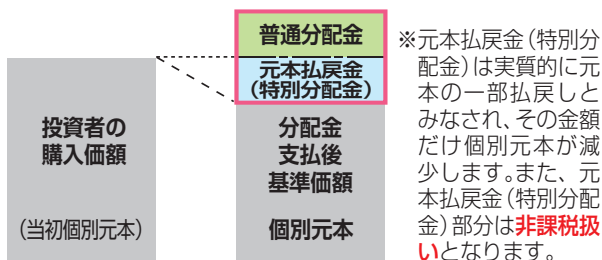 普通分配金
元本払戻金
(特別分配金)
投資者の
購入価額
(当初個別元本)
分配金
支払後
基準価額
個別元本
※元本払戻金(特別分
配金)は実質的に元
本の一部払戻しと
みなされ、その金額
だけ個別元本が減
少します。また、元
本払戻金(特別分配
金)部分は非課税扱
いとなります。